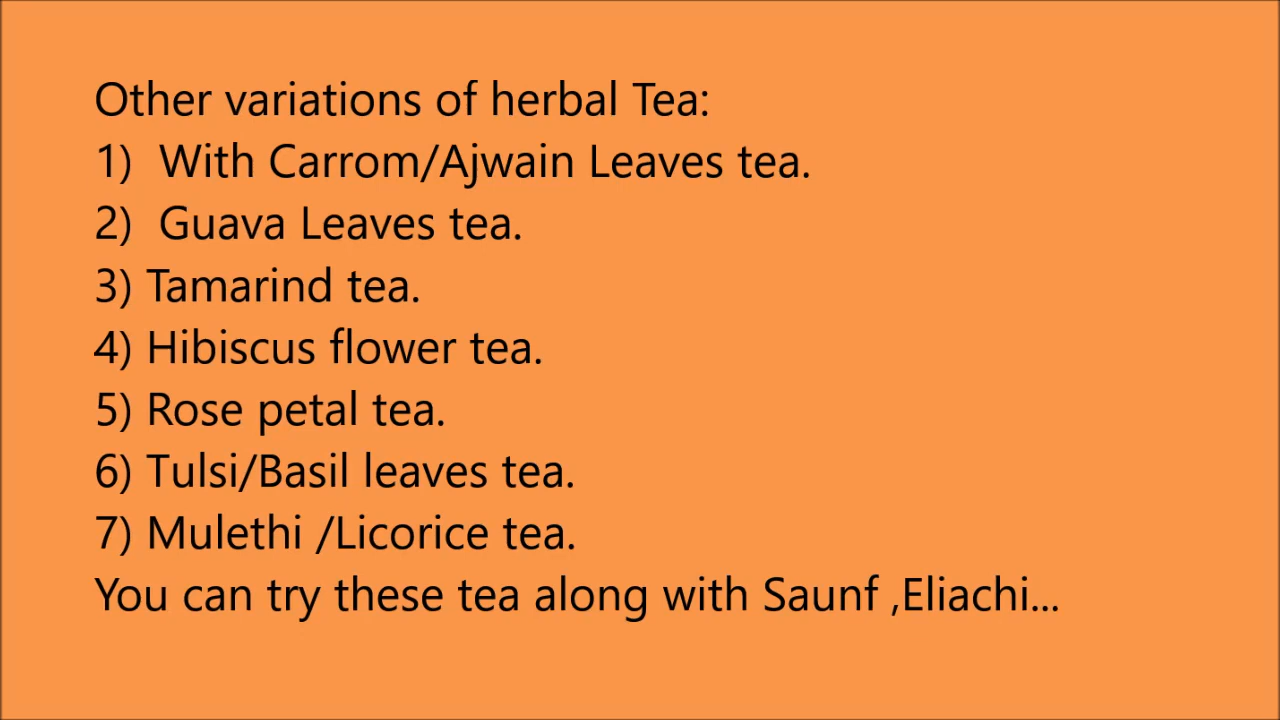 Other variations of herbal Tea:
1)  With Carrom/Ajwain Leaves tea.
2)  Guava Leaves tea.
3) Tamarind tea.
4) Hibiscus flower tea.
5) Rose petal tea.
6) Tulsi/Basil leaves tea.
7) Mulethi /Licorice tea.
You can try these tea along with Saunf ,Eliachi...